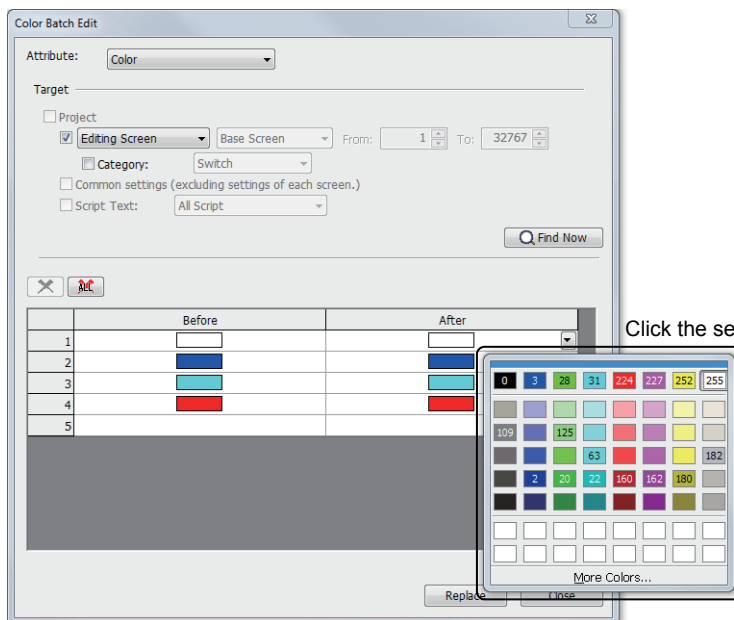 Color Batch Edit
Attribute: Color
Target
Project
Editing Screen Base Screen From: 1 To: 32767
Category: Switch
Common settings (excluding settings of each screen.)
Script Text: All Script
Find Now
ALL
Before After
1
Click the se
2
3
4
5
0 3 28 31 224 227 252 255
109 125
63 182
2 20 22 160 162 180
More Colors...
Replace Close